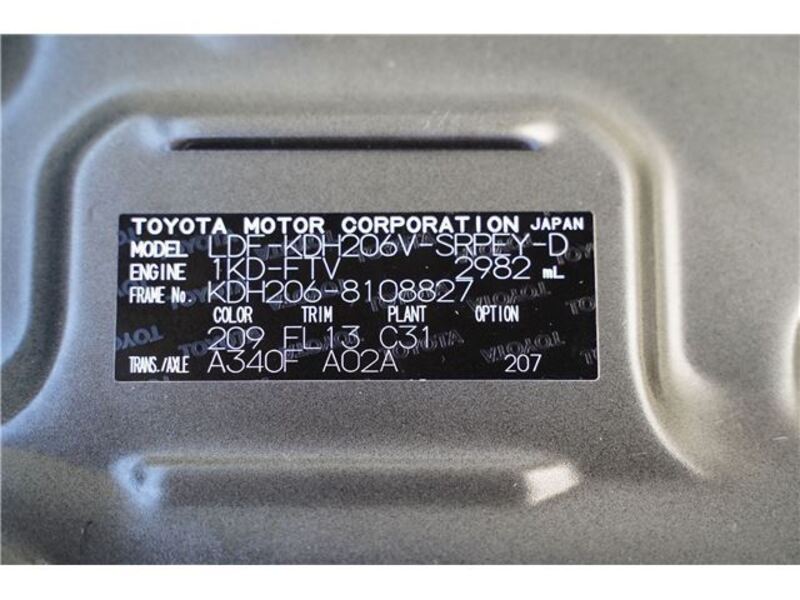 TOYOTA MOTOR CORPORATION JAPAN
MODEL LDF-KDH206V-SRPEY-D
ENGINE 1KD-FTV 2982 mL
FRAME No. KDH206-8108827
COLOR TRIM PLANT OPTION
209 FL13 C31
TRANS./AXLE A340F A02A 207